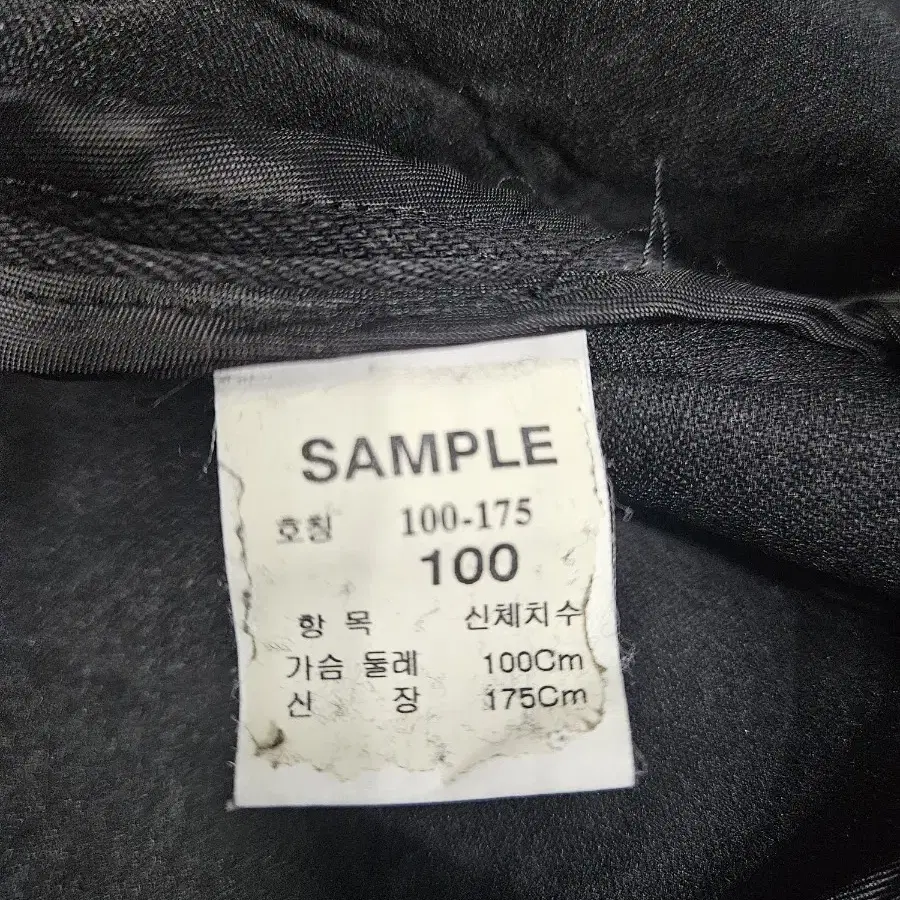 SAMPLE
호칭 100-175
100
항 목 신체치수
가슴 둘레 100Cm
신 장 175Cm